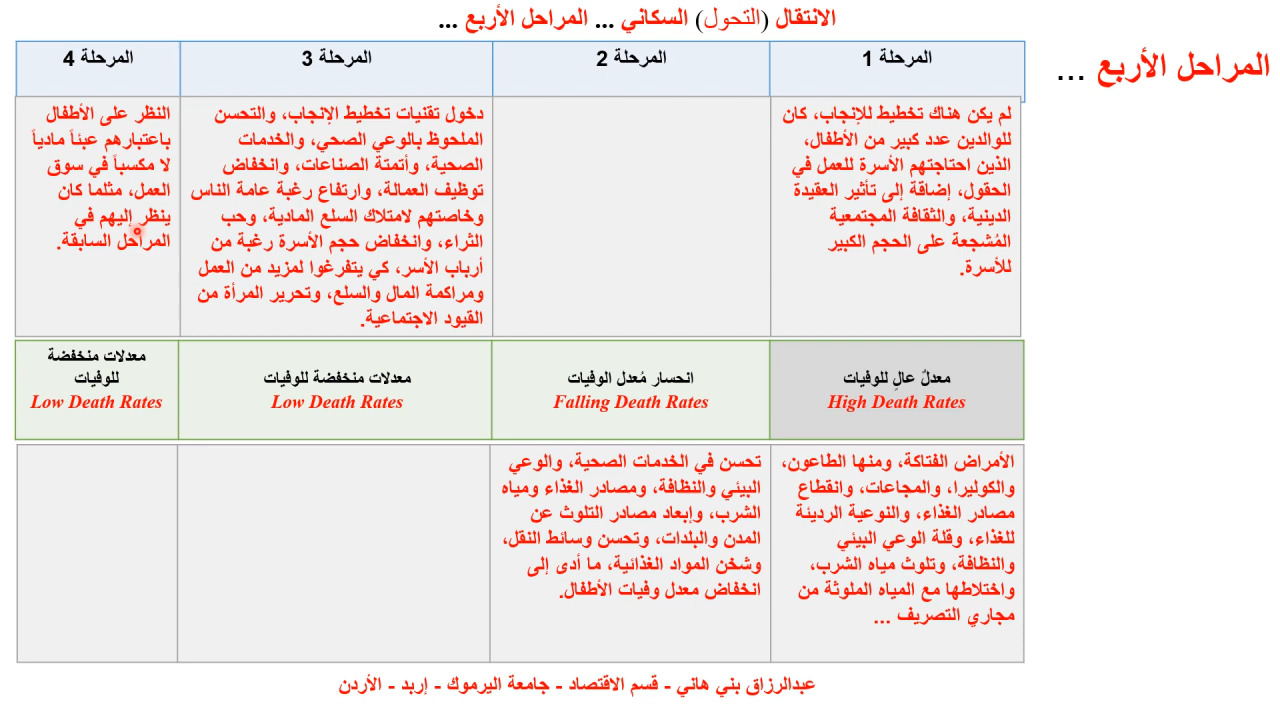 الانتقال (التحول) السكاني ... المراحل الأربع ...
المراحل الأربع ...
المرحلة 1
المرحلة 2
المرحلة 3
المرحلة 4
لم يكن هناك تخطيط للإنجاب، كان
للوالدين عدد كبير من الأطفال،
الذين احتاجتهم الأسرة للعمل في
الحقول، إضافة إلى تأثير العقيدة
الدينية، والثقافة المجتمعية
المُشجعة على الحجم الكبير
للأسرة.
دخول تقنيات تخطيط الإنجاب، والتحسن
الملحوظ بالوعي الصحي، والخدمات
الصحية، وأتمتة الصناعات، وانخفاض
توظيف العمالة، وارتفاع رغبة عامة الناس
وخاصتهم لامتلاك السلع المادية، وحب
الثراء، وانخفاض حجم الأسرة رغبة من
أرباب الأسر، كي يتفرغوا لمزيد من العمل
ومراكمة المال والسلع، وتحرير المرأة من
القيود الاجتماعية.
النظر على الأطفال
باعتبارهم عبئاً مادياً
لا مكسباً في سوق
العمل، مثلما كان
ينظر إليهم في
المراحل السابقة.
معدلٌ عالِ للوفيات
High Death Rates
انحسار مُعدل الوفيات
Falling Death Rates
معدلات منخفضة للوفيات
Low Death Rates
معدلات منخفضة
للوفيات
Low Death Rates
الأمراض الفتاكة، ومنها الطاعون،
والكوليرا، والمجاعات، وانقطاع
مصادر الغذاء، والنوعية الرديئة
للغذاء، وقلة الوعي البيئي
والنظافة، وتلوث مياه الشرب،
واختلاطها مع المياه الملوثة من
مجاري التصريف ...
تحسن في الخدمات الصحية، والوعي
البيئي والنظافة، ومصادر الغذاء ومياه
الشرب، وإبعاد مصادر التلوث عن
المدن والبلدات، وتحسن وسائط النقل،
وشخن المواد الغذائية، ما أدى إلى
انخفاض معدل وفيات الأطفال.
عبدالرزاق بني هاني - قسم الاقتصاد - جامعة اليرموك - إربد - الأردن